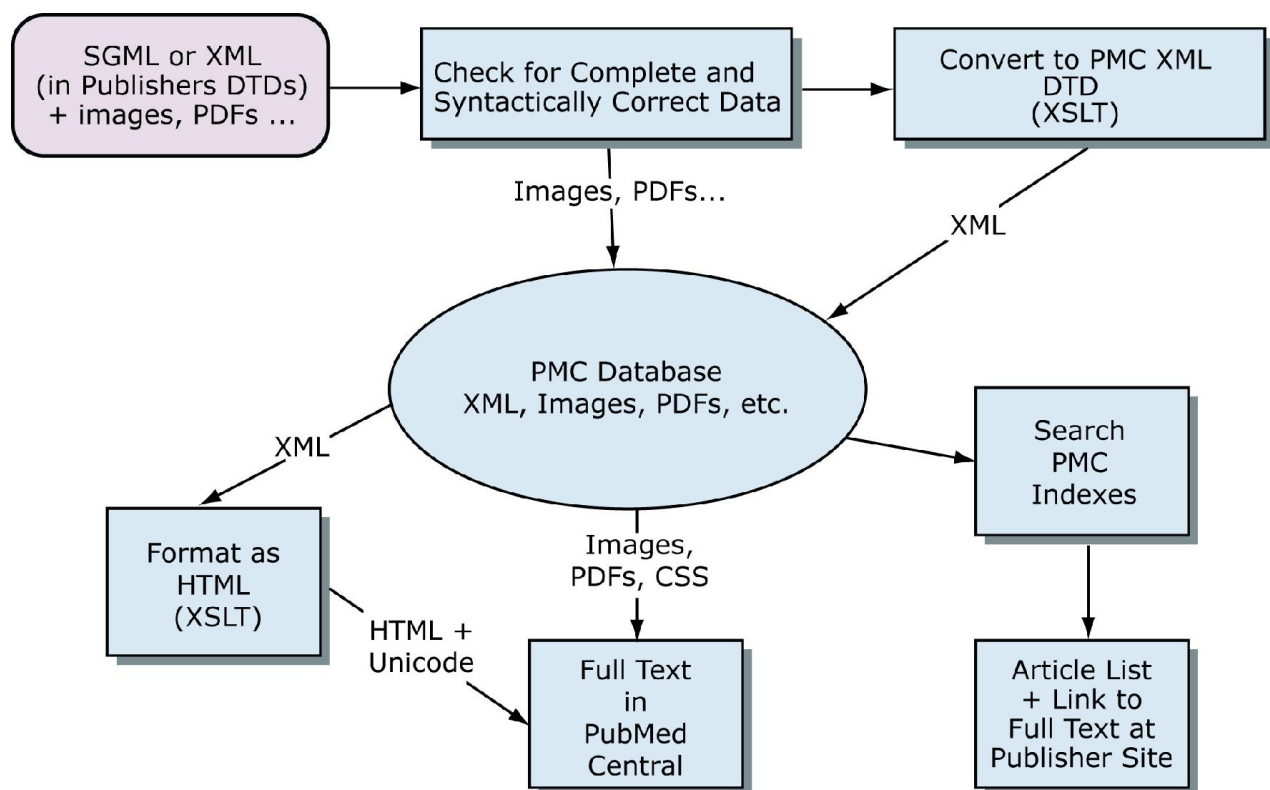 SGML or XML
(in Publishers DTDs)
+ images, PDFs ...
Check for Complete and
Syntactically Correct Data
Convert to PMC XML
DTD
(XSLT)
Images, PDFs...
XML
PMC Database
XML, Images, PDFs, etc.
XML
Search
PMC
Indexes
Format as
HTML
(XSLT)
Images,
PDFs, CSS
HTML +
Unicode
Full Text
in
PubMed
Central
Article List
+ Link to
Full Text at
Publisher Site